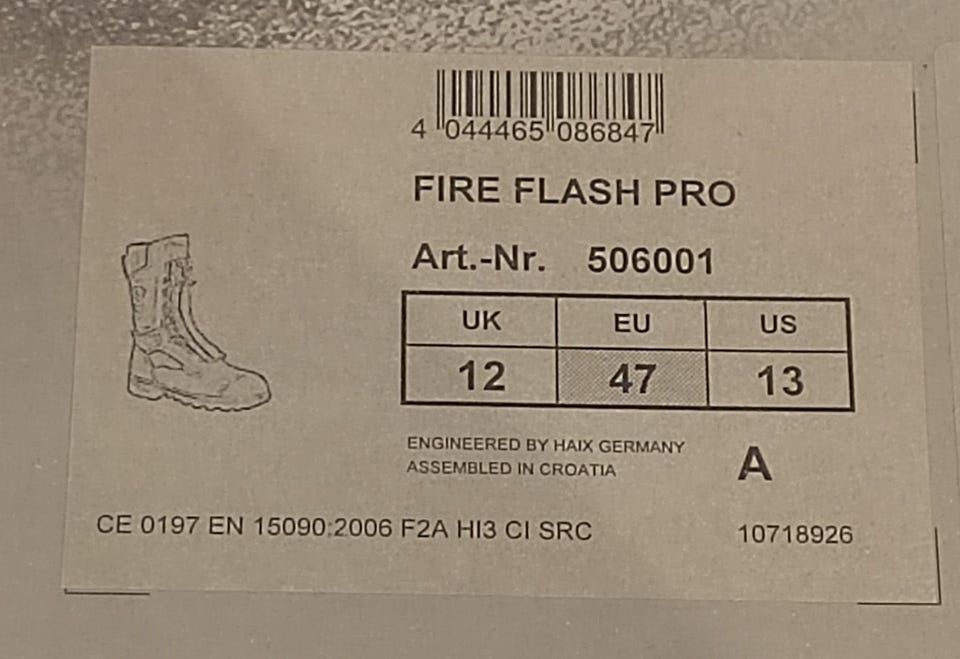 4 044465 086847
FIRE FLASH PRO
Art.-Nr. 506001
UK EU US
12 47 13
ENGINEERED BY HAIX GERMANY
ASSEMBLED IN CROATIA
A
CE 0197 EN 15090:2006 F2A HI3 CI SRC
10718926